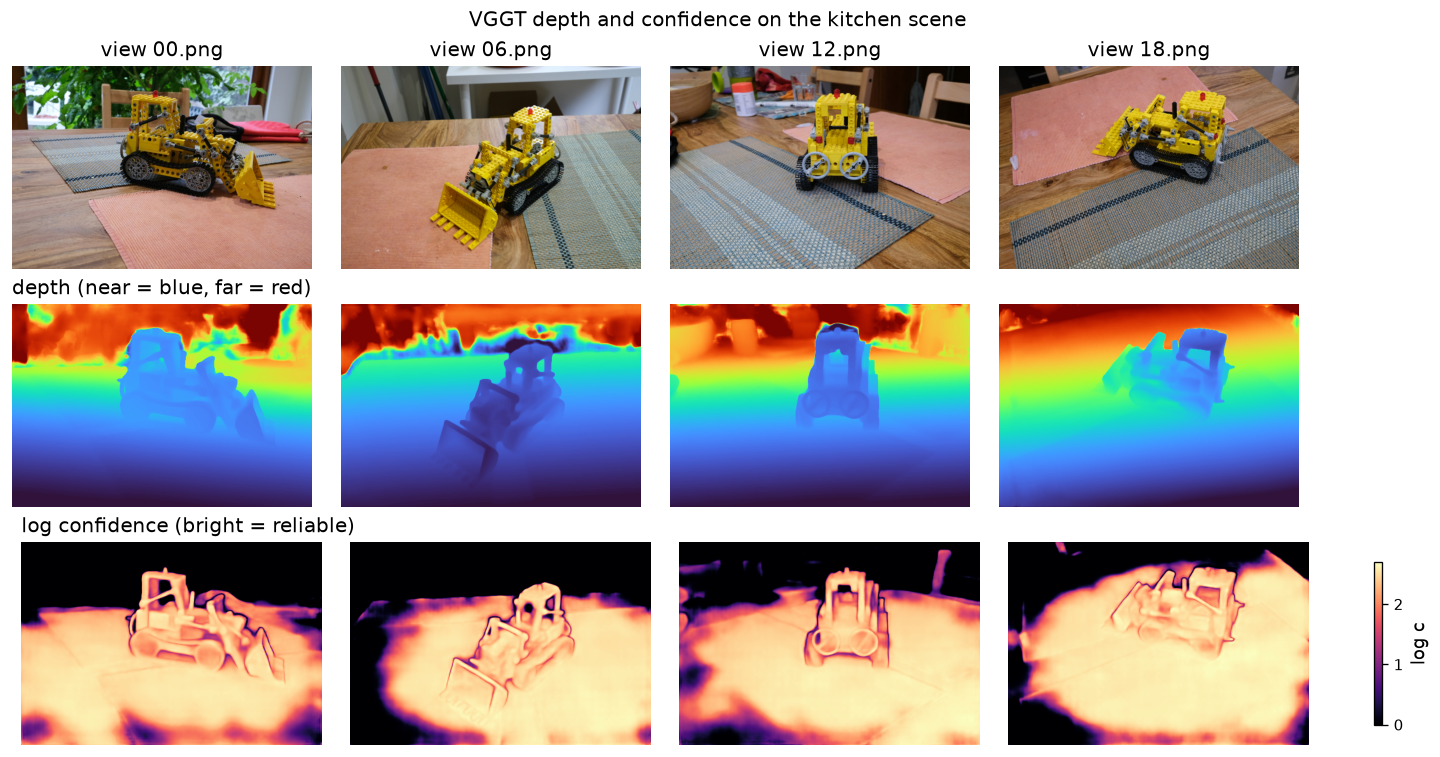 VGGT depth and confidence on the kitchen scene
view 00.png
view 06.png
view 12.png
view 18.png
depth (near = blue, far = red)
log confidence (bright = reliable)
2
1
0
log c